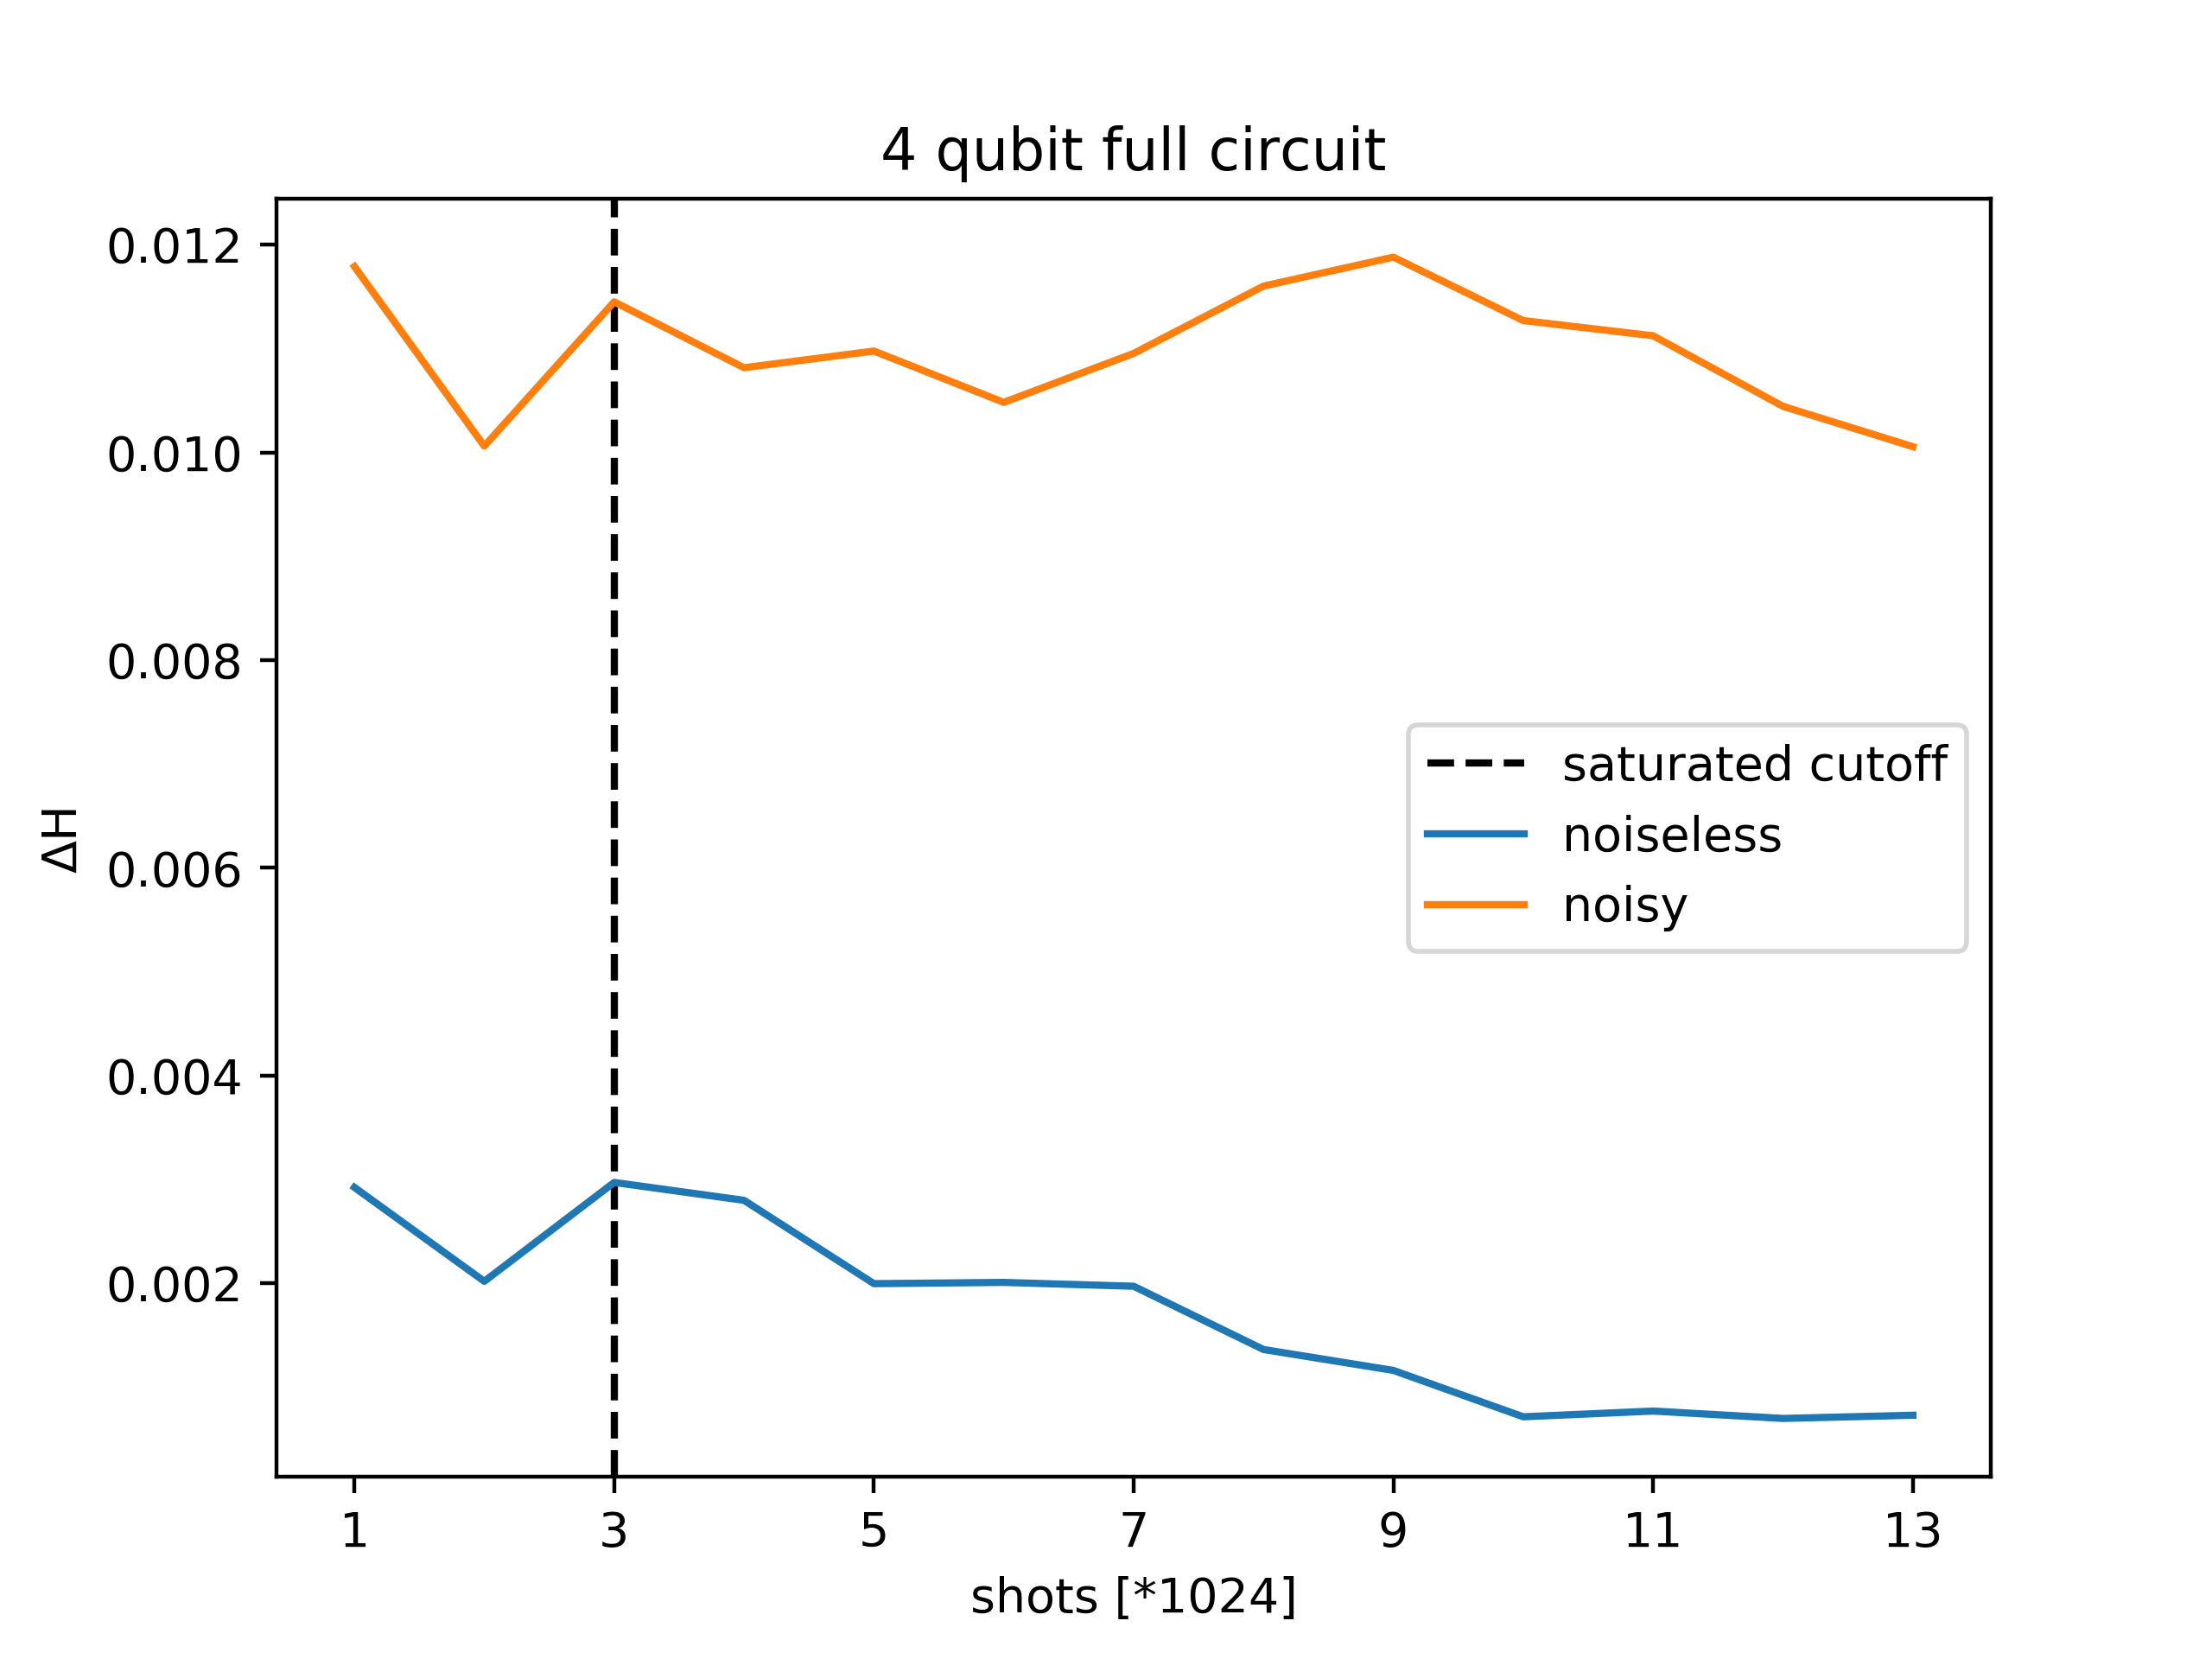 4 qubit full circuit
0.012
0.010
0.008
0.006
0.004
0.002
ΔH
saturated cutoff
noiseless
noisy
1 3 5 7 9 11 13
shots [*1024]